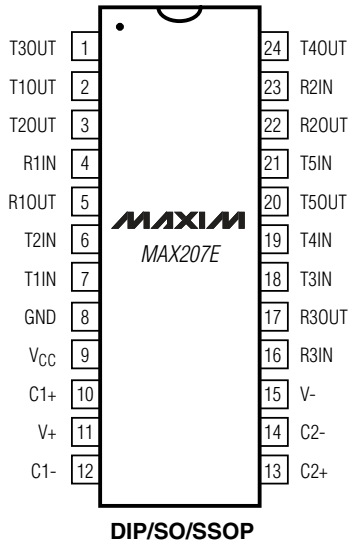 T3OUT 1 24 T4OUT
T1OUT 2 23 R2IN
T2OUT 3 22 R2OUT
R1IN 4 21 T5IN
R1OUT 5 20 T5OUT
MAXIM
T2IN 6 19 T4IN
MAX207E
T1IN 7 18 T3IN
GND 8 17 R3OUT
VCC 9 16 R3IN
C1+ 10 15 V-
V+ 11 14 C2-
C1- 12 13 C2+
DIP/SO/SSOP